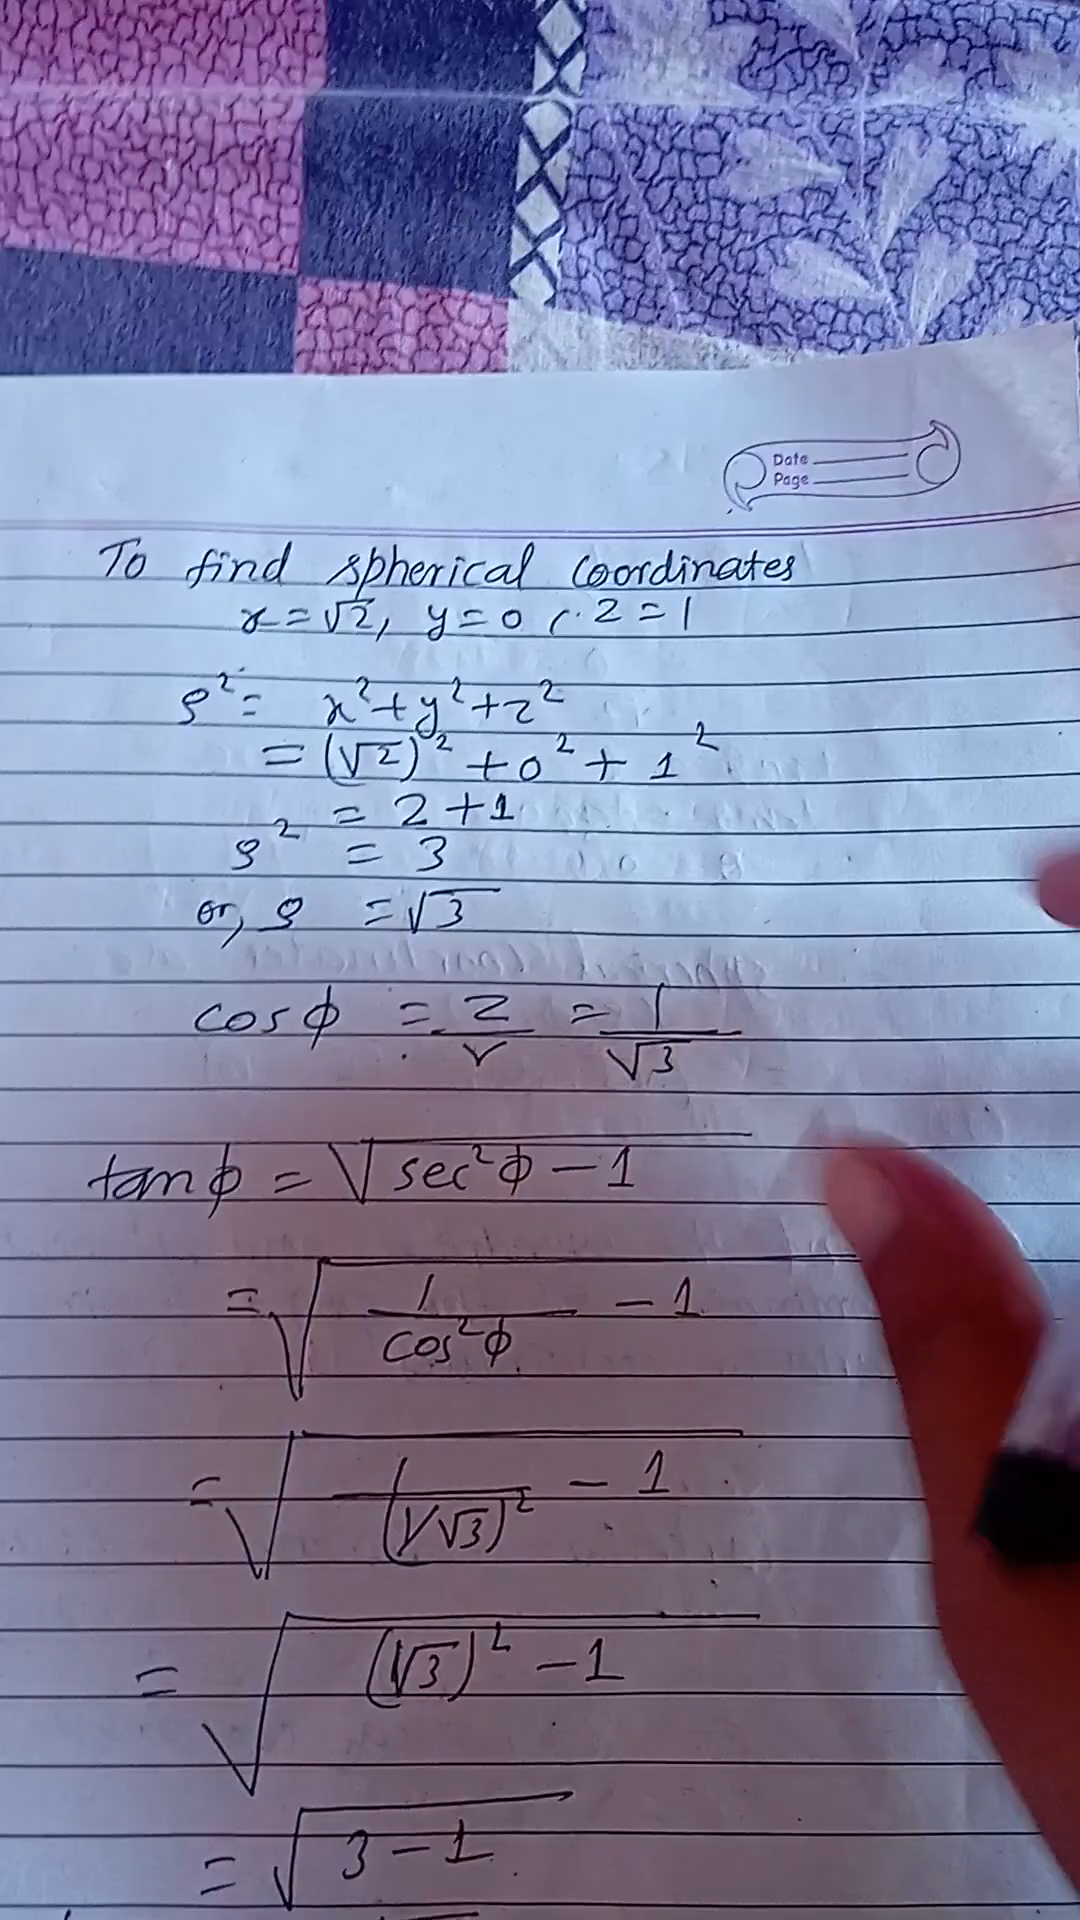 Date
Page
To find spherical coordinates
x = √2, y = 0, z = 1
ρ² = x² + y² + z²
= (√2)² + 0² + 1²
= 2 + 1
ρ² = 3
or, ρ = √3
cos ϕ = z/r = 1/√3
tan ϕ = √(sec²ϕ − 1)
= √(1/cos²ϕ − 1)
= √(1/(1/√3)² − 1)
= √((√3)² − 1)
= √(3 − 1)